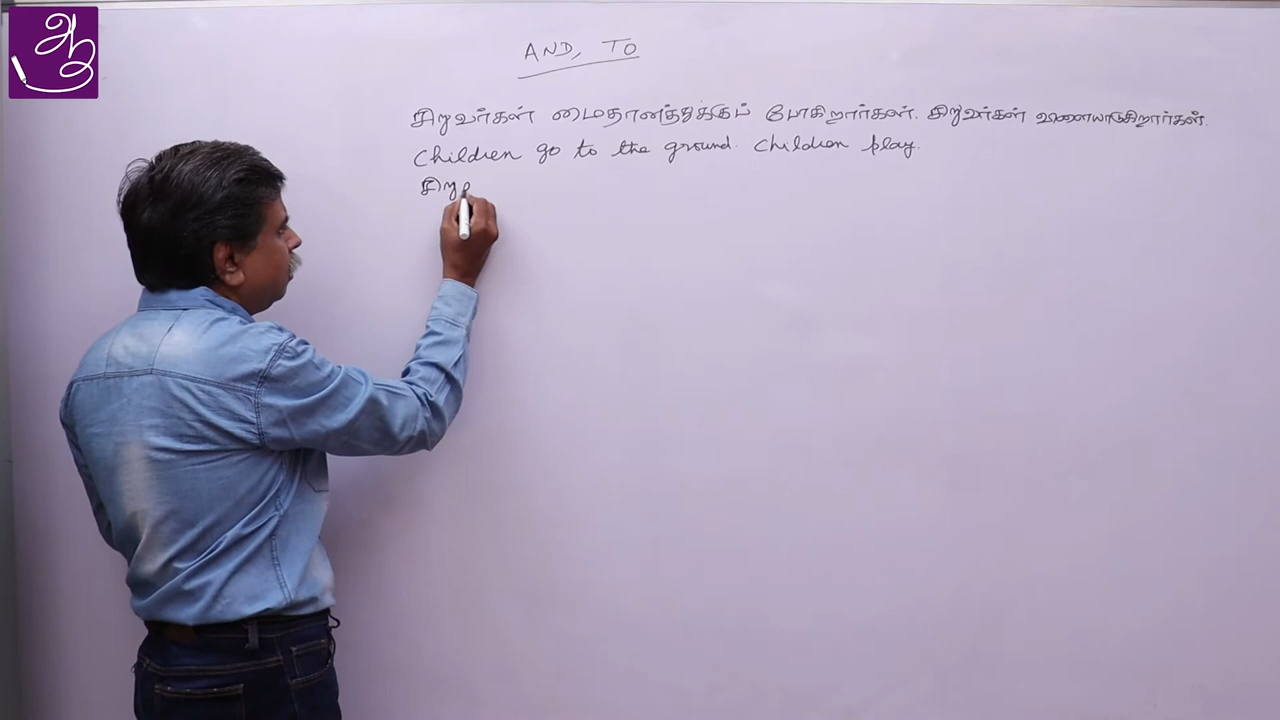 AND, TO
சிறுவர்கள் மைதானத்துக்குப் போகிறார்கள். சிறுவர்கள் விளையாடுகிறார்கள்.
Children go to the ground. Children play.
சிறு